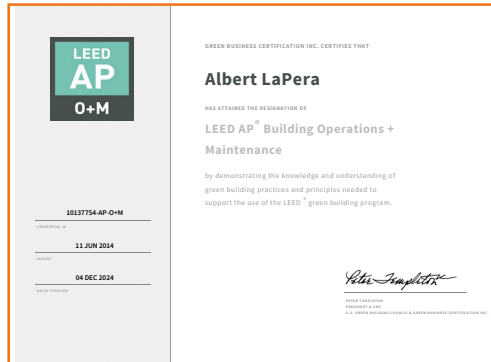 LEED
AP
O+M
10137754-AP-O+M
CREDENTIAL ID
11 JUN 2014
ISSUED
04 DEC 2024
VALID THROUGH
GREEN BUSINESS CERTIFICATION INC. CERTIFIES THAT
Albert LaPera
HAS ATTAINED THE DESIGNATION OF
LEED AP® Building Operations +
Maintenance
by demonstrating the knowledge and understanding of
green building practices and principles needed to
support the use of the LEED® green building program.
Peter Templeton
PETER TEMPLETON
PRESIDENT & CEO
U.S. GREEN BUILDING COUNCIL & GREEN BUSINESS CERTIFICATION INC.